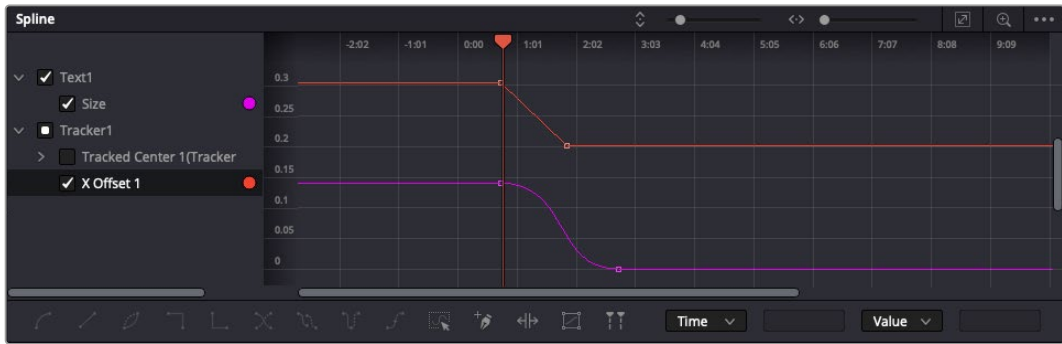 Spline
-2:02 -1:01 0:00 1:01 2:02 3:03 4:04 5:05 6:06 7:07 8:08 9:09
Text1
Size
Tracker1
Tracked Center 1(Tracker
X Offset 1
0.3
0.25
0.2
0.15
0.1
0.05
0
Time
Value